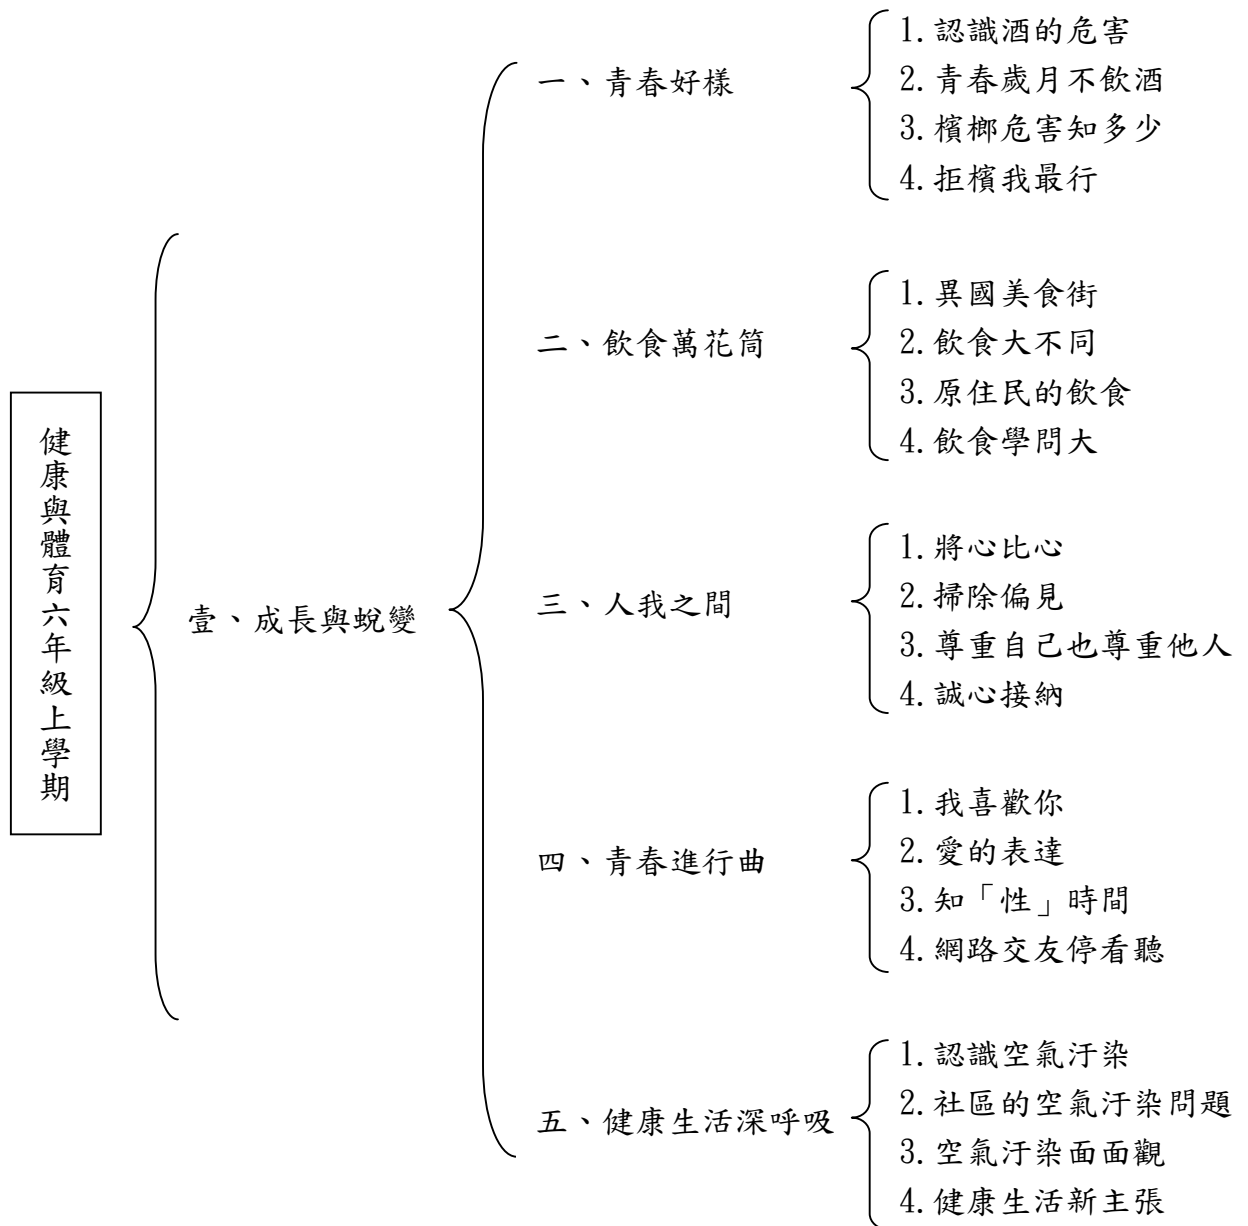 健康與體育六年級上學期
壹、成長與蛻變
一、青春好樣
1.認識酒的危害
2.青春歲月不飲酒
3.檳榔危害知多少
4.拒檳我最行
二、飲食萬花筒
1.異國美食街
2.飲食大不同
3.原住民的飲食
4.飲食學問大
三、人我之間
1.將心比心
2.掃除偏見
3.尊重自己也尊重他人
4.誠心接納
四、青春進行曲
1.我喜歡你
2.愛的表達
3.知「性」時間
4.網路交友停看聽
五、健康生活深呼吸
1.認識空氣汙染
2.社區的空氣汙染問題
3.空氣汙染面面觀
4.健康生活新主張